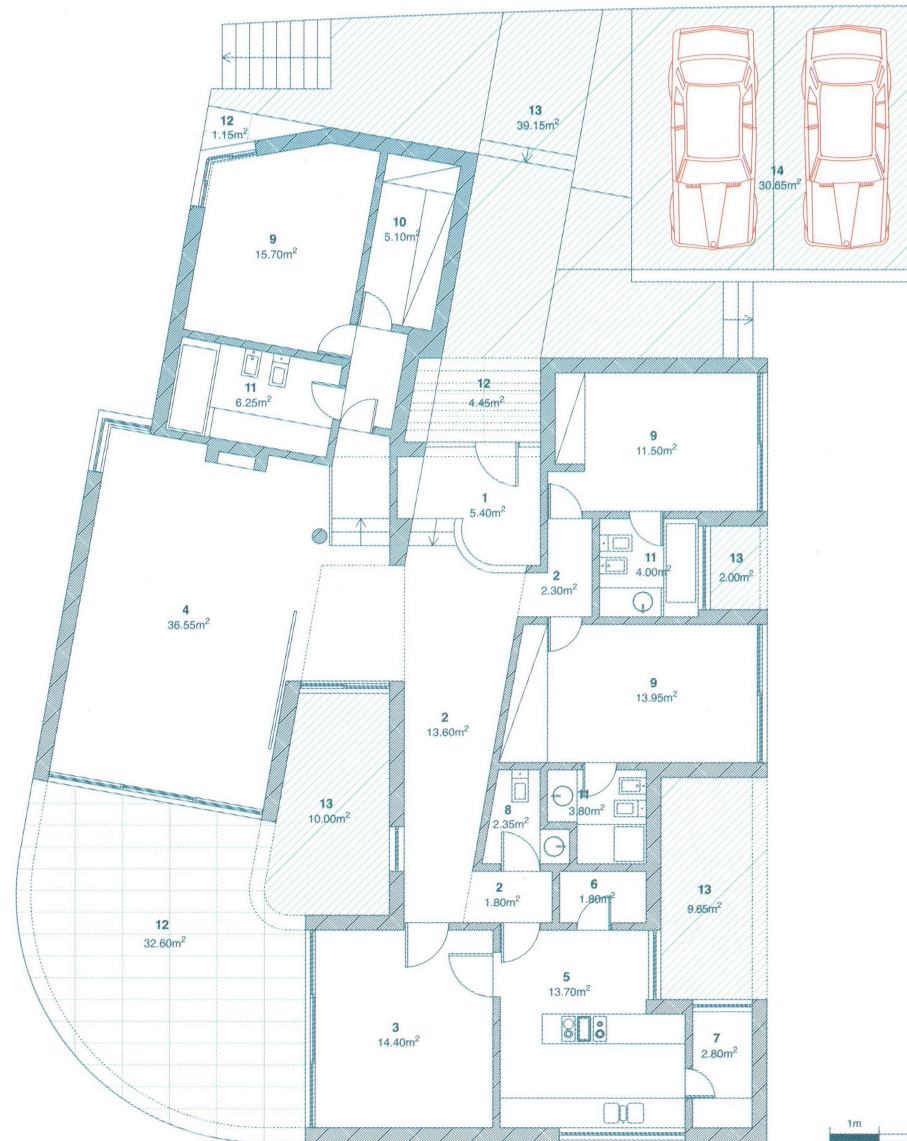 12
1.15m²
13
39.15m²
14
30.65m²
10
5.10m²
9
15.70m²
11
6.25m²
12
4.45m²
9
11.50m²
1
5.40m²
2
2.30m²
11
4.00m²
13
2.00m²
4
36.55m²
9
13.95m²
2
13.60m²
13
10.00m²
8
2.35m²
11
3.80m²
2
1.80m²
6
1.80m²
13
9.65m²
12
32.60m²
5
13.70m²
3
14.40m²
7
2.80m²
1m